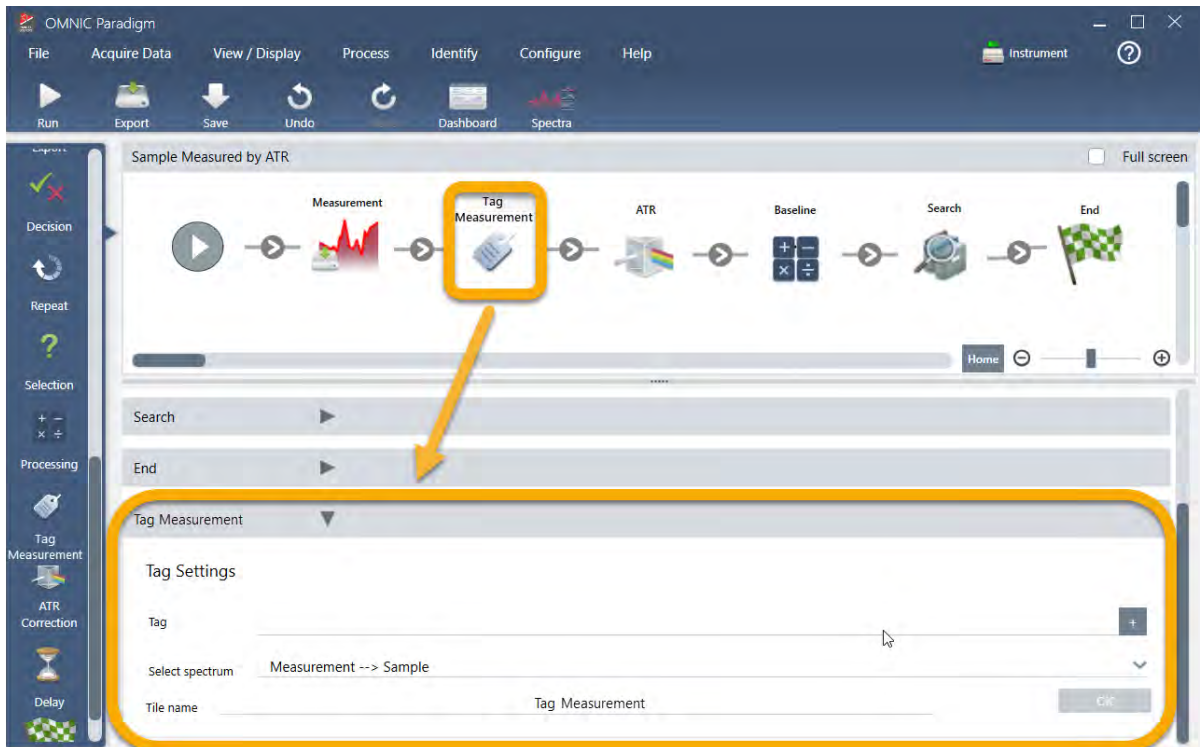 OMNIC Paradigm
File Acquire Data View / Display Process Identify Configure Help Instrument
Run Export Save Undo Dashboard Spectra
Export
Decision
Repeat
Selection
Processing
Tag
Measurement
ATR
Correction
Delay
Sample Measured by ATR Full screen
Measurement
Tag
Measurement
ATR
Baseline
Search
End
Home
Search
End
Tag Measurement
Tag Settings
Tag +
Select spectrum Measurement --> Sample
Tile name Tag Measurement